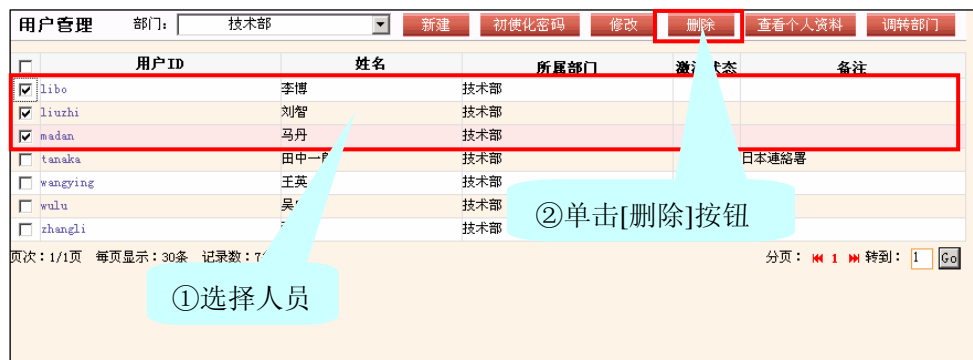 用户管理 部门： 技术部 新建 初使化密码 修改 删除 查看个人资料 调转部门
用户ID 姓名 所属部门 状态 备注
libo 李博 技术部
liuzhi 刘智 技术部
madan 马丹 技术部
tanaka 田中一 技术部 日本連絡署
wangying 王英 技术部
wulu 吴 技术部
zhangli 技术部
页次：1/1页 每页显示：30条 记录数：7 分页： 1 转到： 1 Go
②单击[删除]按钮
①选择人员